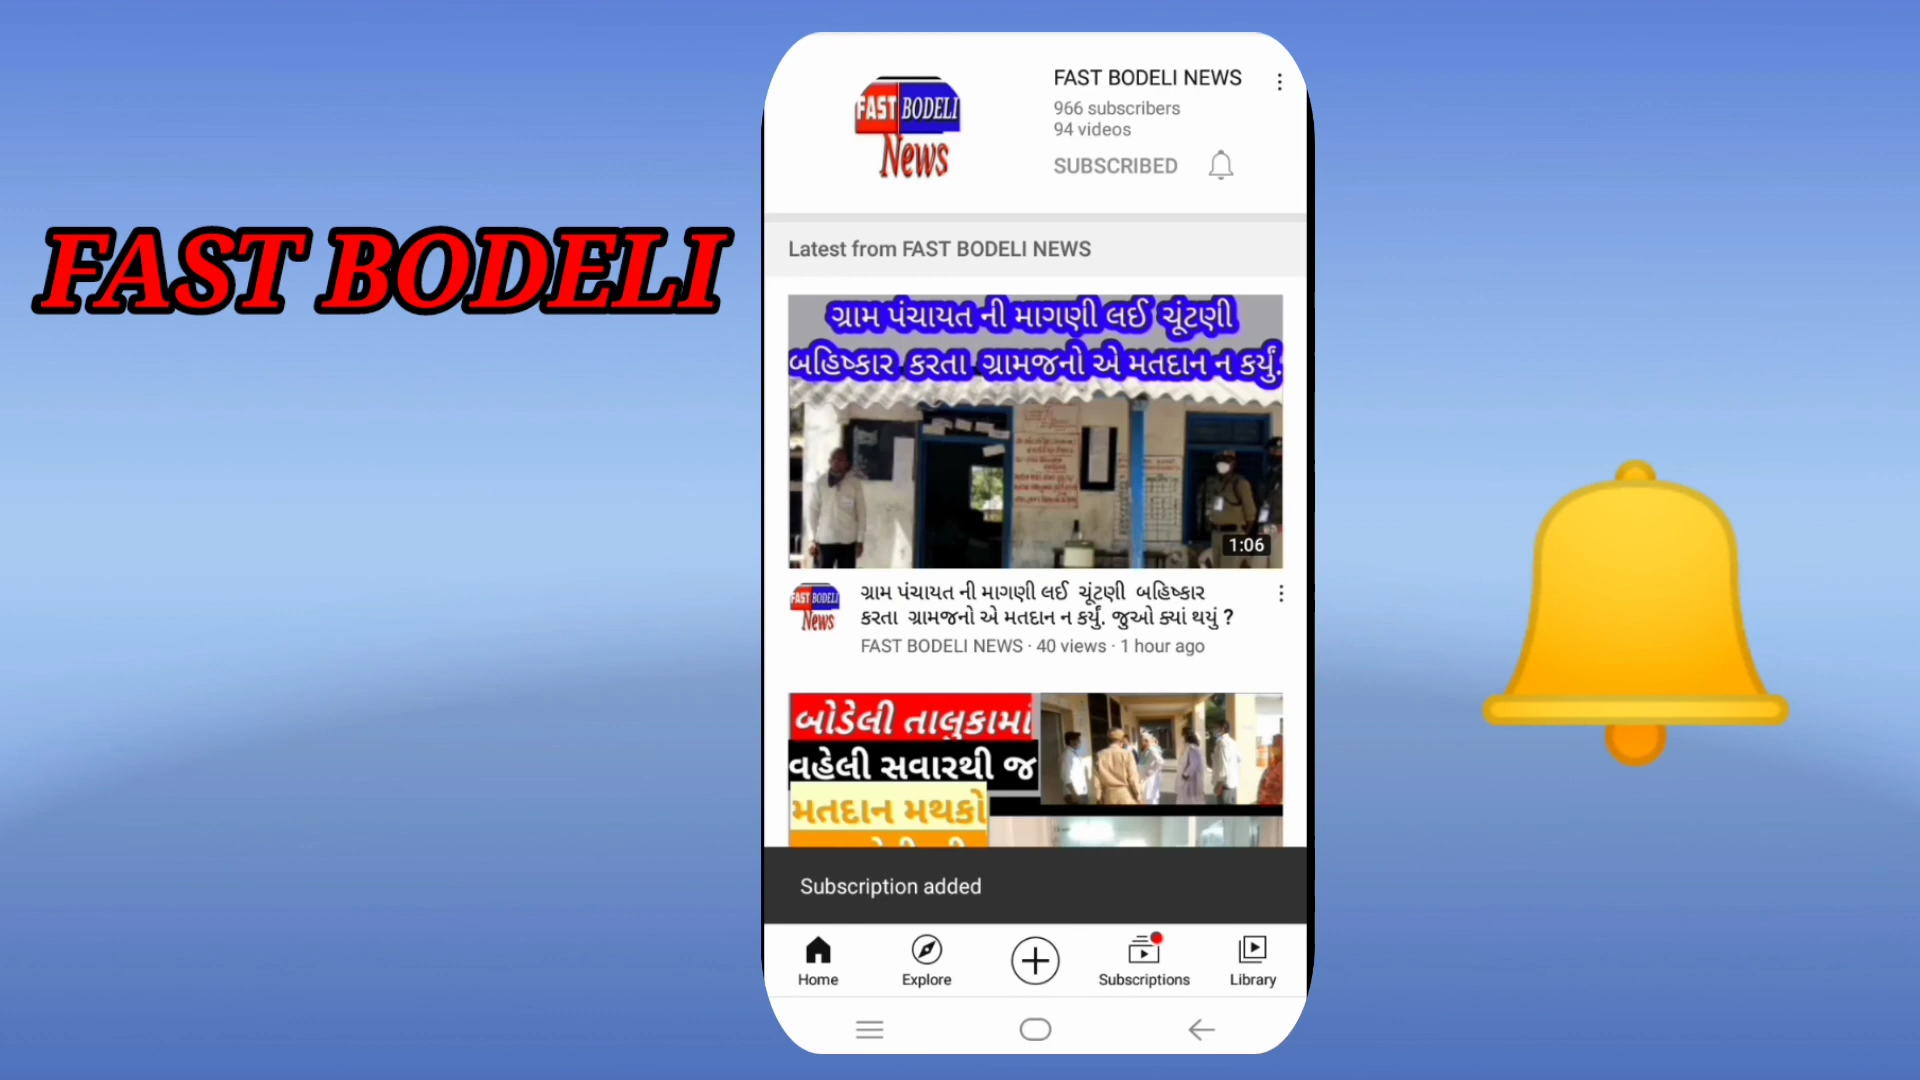 FAST BODELI
FAST BODELI
News
FAST BODELI NEWS
966 subscribers
94 videos
SUBSCRIBED
Latest from FAST BODELI NEWS
ગ્રામ પંચાયત ની માગણી લઈ ચૂંટણી
બહિષ્કાર કરતા ગ્રામજનો એ મતદાન ન કર્યું.
1:06
FAST BODELI
News
ગ્રામ પંચાયત ની માગણી લઈ ચૂંટણી બહિષ્કાર
કરતા ગ્રામજનો એ મતદાન ન કર્યું. જુઓ ક્યાં થયું ?
FAST BODELI NEWS · 40 views · 1 hour ago
બોડેલી તાલુકામાં
વહેલી સવારથી જ
મતદાન મથકો
Subscription added
Home
Explore
Subscriptions
Library